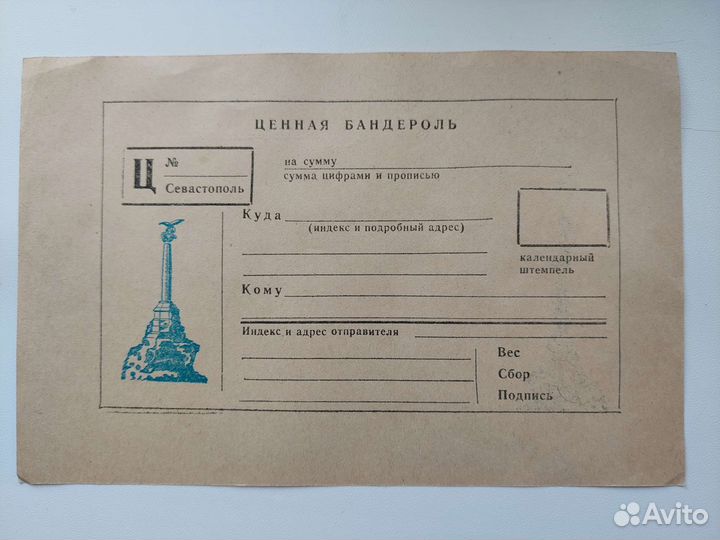 ЦЕННАЯ БАНДЕРОЛЬ
Ц №
Севастополь
на сумму
сумма цифрами и прописью
Куда
(индекс и подробный адрес)
календарный
штемпель
Кому
Индекс и адрес отправителя
Вес
Сбор
Подпись
Avito